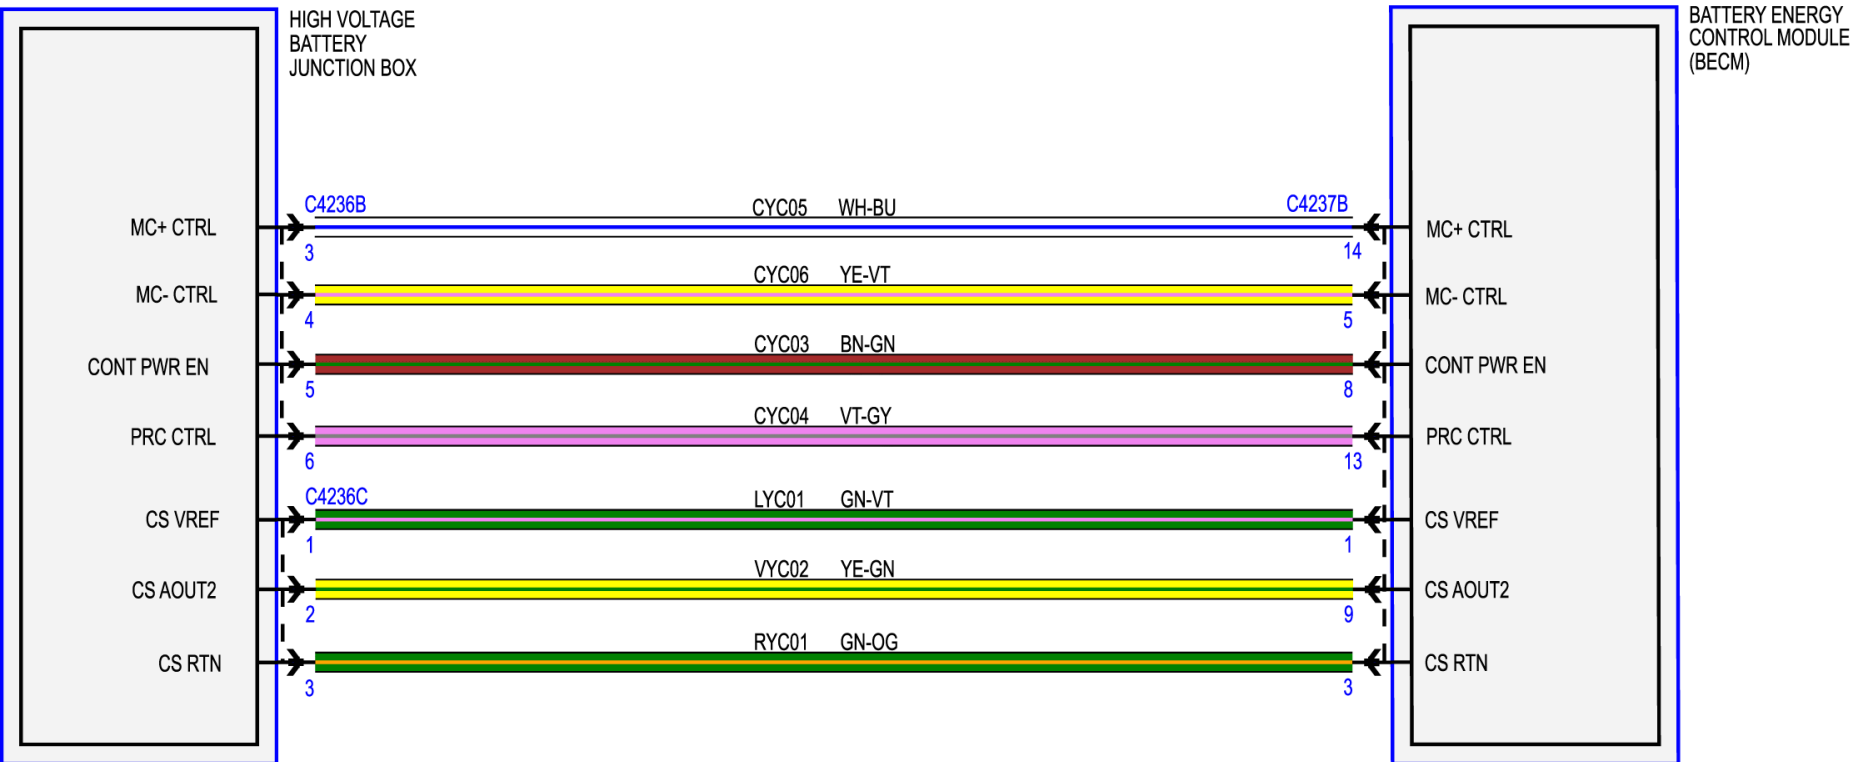 HIGH VOLTAGE
BATTERY
JUNCTION BOX
BATTERY ENERGY
CONTROL MODULE
(BECM)
C4236B CYC05 WH-BU C4237B
MC+ CTRL MC+ CTRL
3 14
CYC06 YE-VT
MC- CTRL MC- CTRL
4 5
CYC03 BN-GN
CONT PWR EN CONT PWR EN
5 8
CYC04 VT-GY
PRC CTRL PRC CTRL
6 13
C4236C LYC01 GN-VT
CS VREF CS VREF
1 1
VYC02 YE-GN
CS AOUT2 CS AOUT2
2 9
RYC01 GN-OG
CS RTN CS RTN
3 3